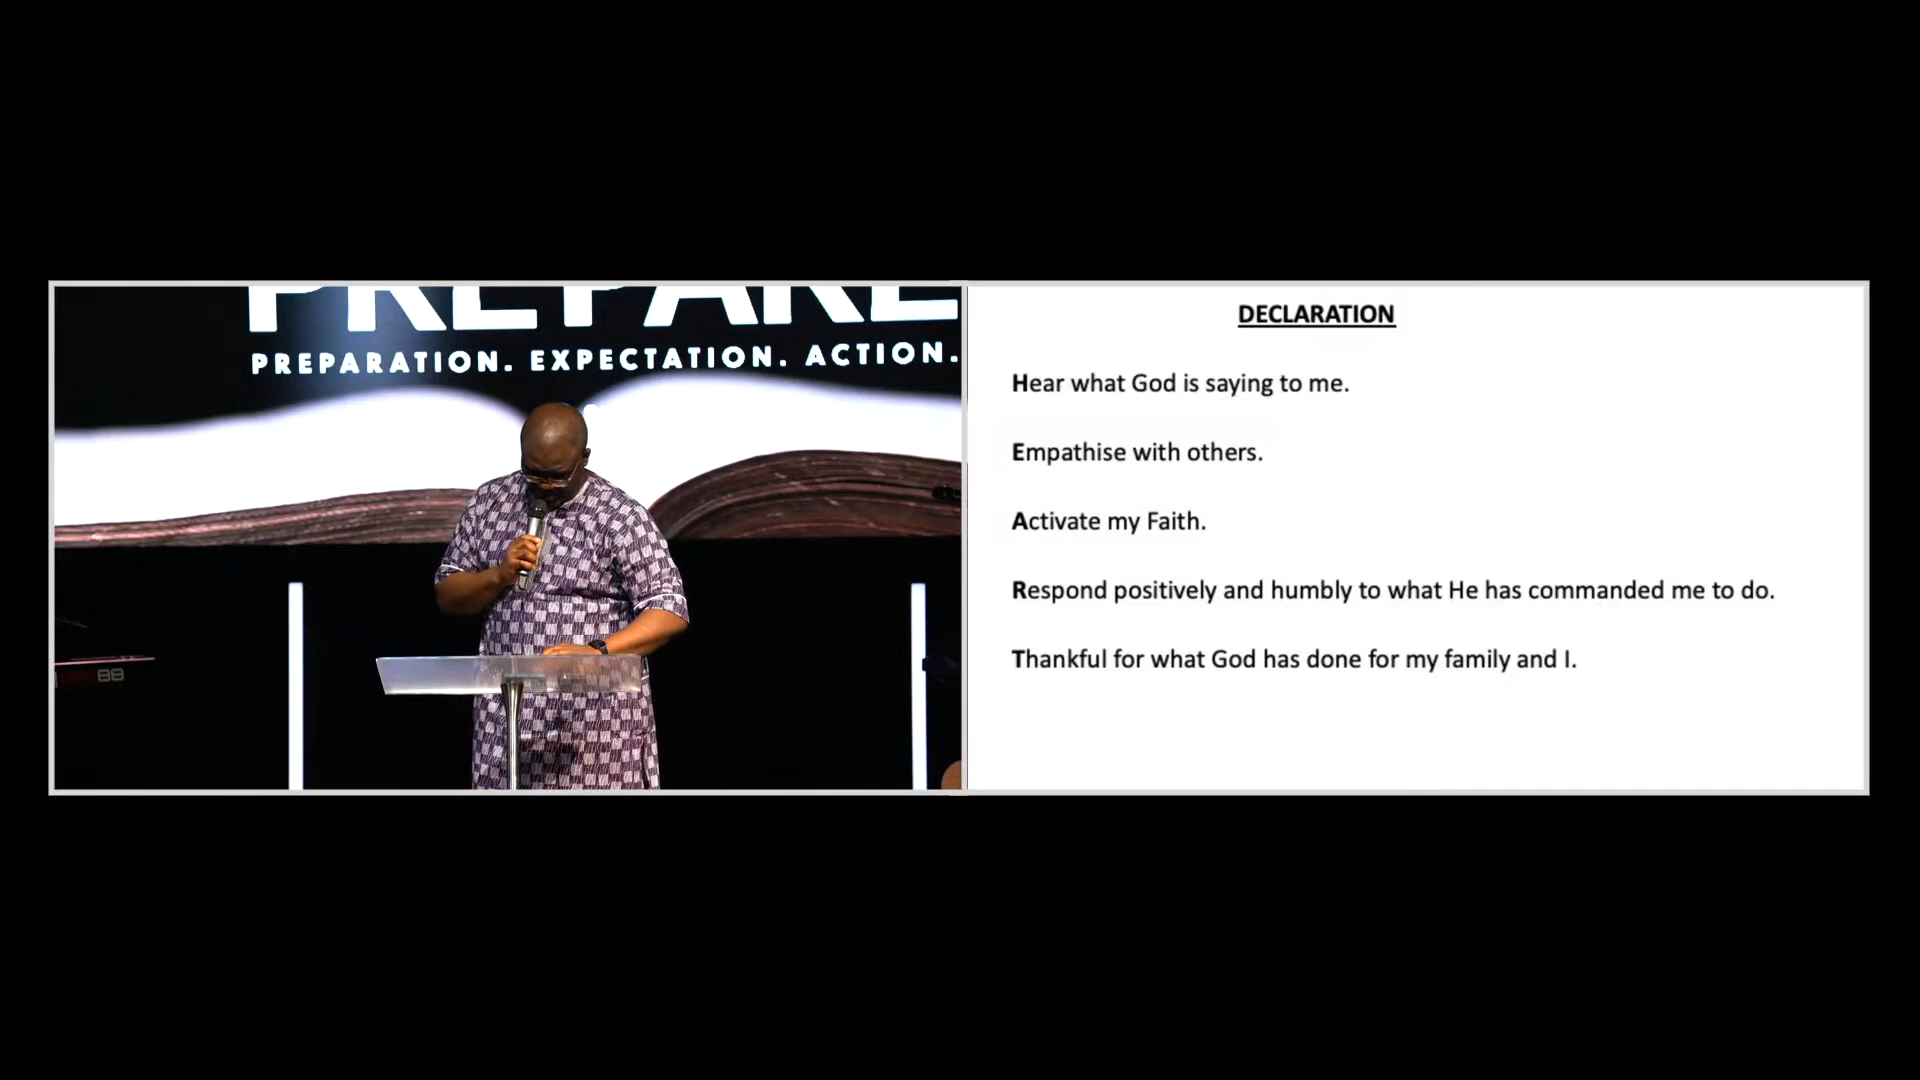 PREPARE
PREPARATION. EXPECTATION. ACTION.
88
DECLARATION
Hear what God is saying to me.
Empathise with others.
Activate my Faith.
Respond positively and humbly to what He has commanded me to do.
Thankful for what God has done for my family and I.